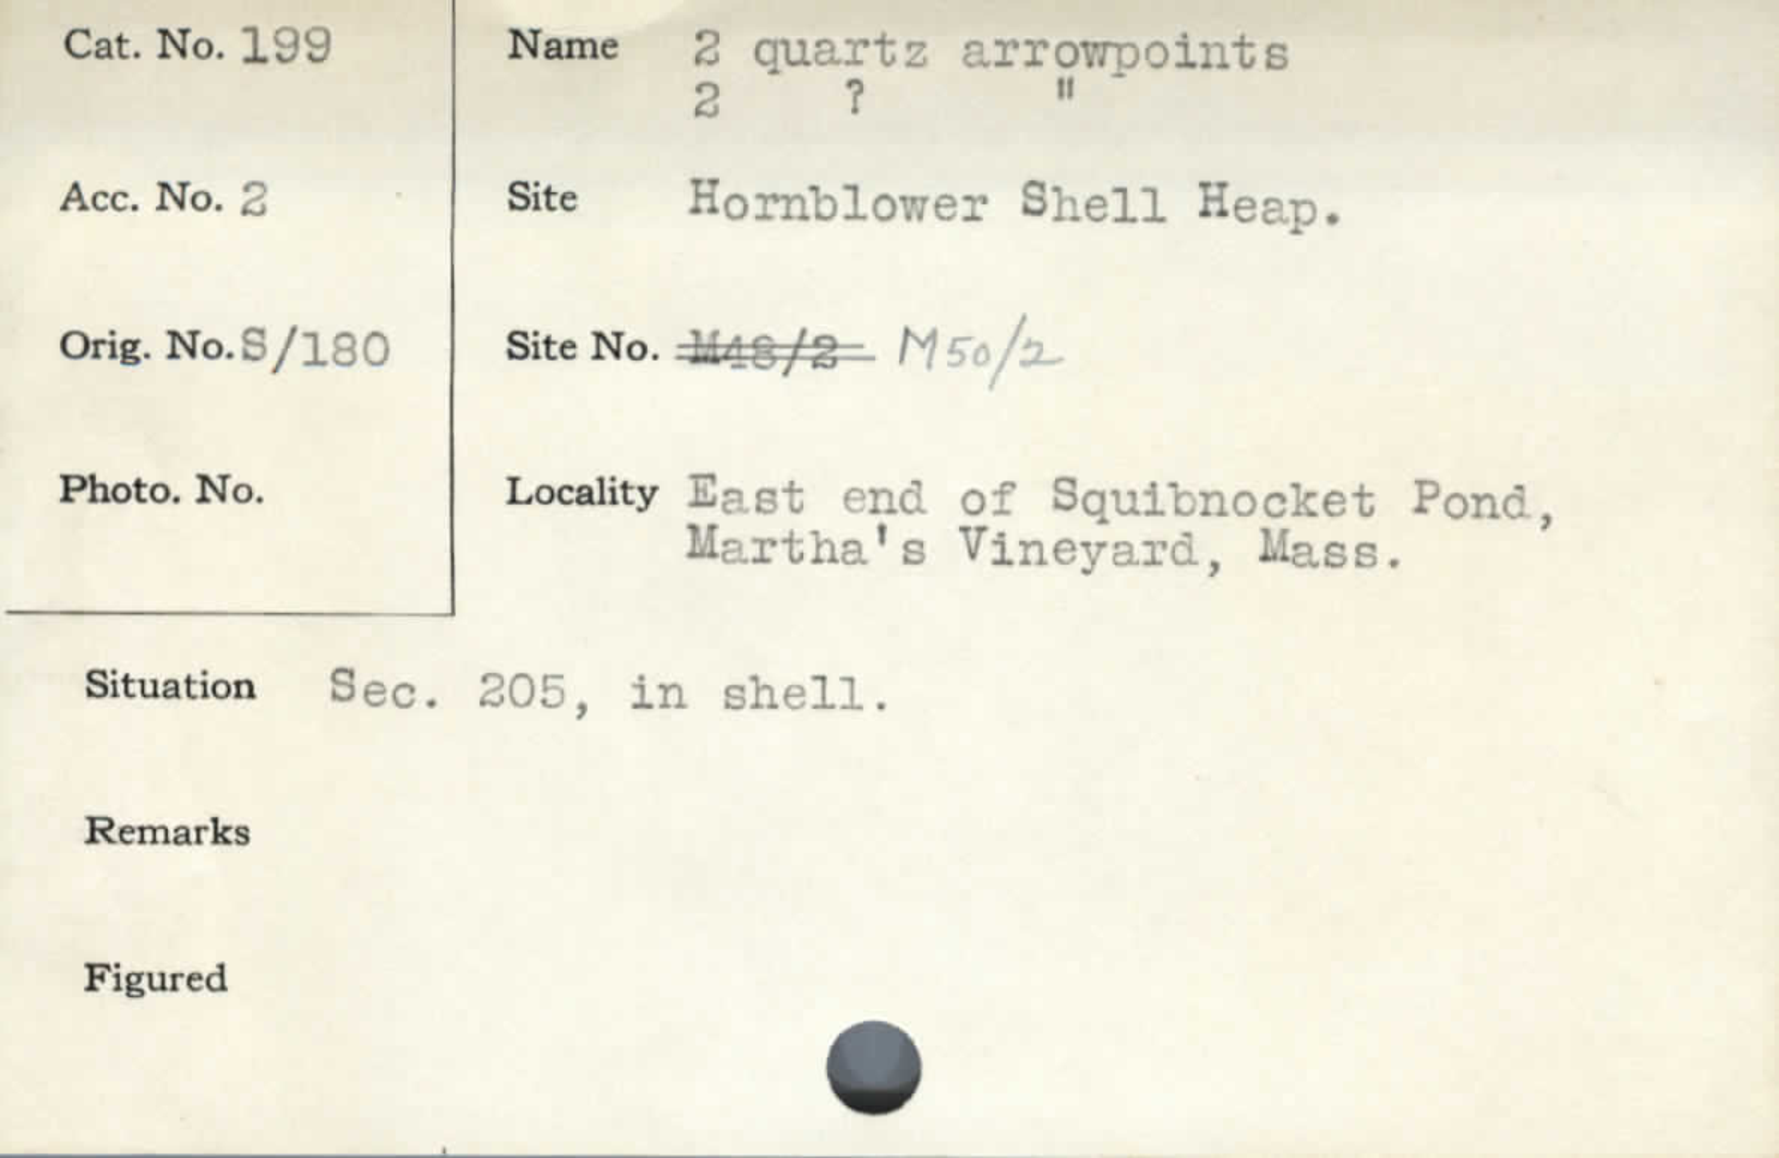 Cat. No. 199
Name 2 quartz arrowpoints
2 ? "
Acc. No. 2
Site Hornblower Shell Heap.
Orig. No. S/180
Site No. M48/2 M50/2
Photo. No.
Locality East end of Squibnocket Pond,
Martha's Vineyard, Mass.
Situation Sec. 205, in shell.
Remarks
Figured